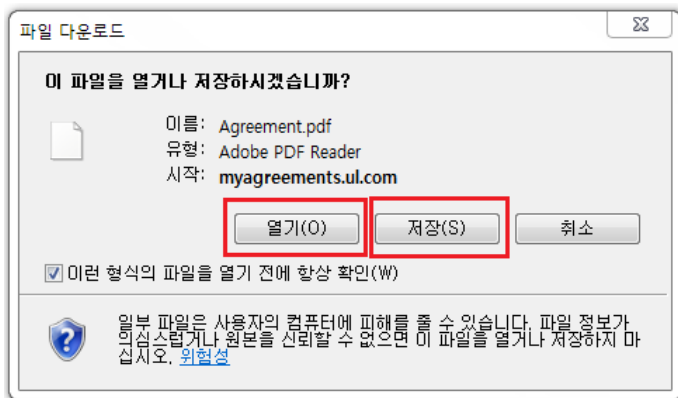 파일 다운로드
이 파일을 열거나 저장하시겠습니까?
이름: Agreement.pdf
유형: Adobe PDF Reader
시작: myagreements.ul.com
열기(O) 저장(S) 취소
이런 형식의 파일을 열기 전에 항상 확인(W)
일부 파일은 사용자의 컴퓨터에 피해를 줄 수 있습니다. 파일 정보가
의심스럽거나 원본을 신뢰할 수 없으면 이 파일을 열거나 저장하지 마
십시오. 위험성